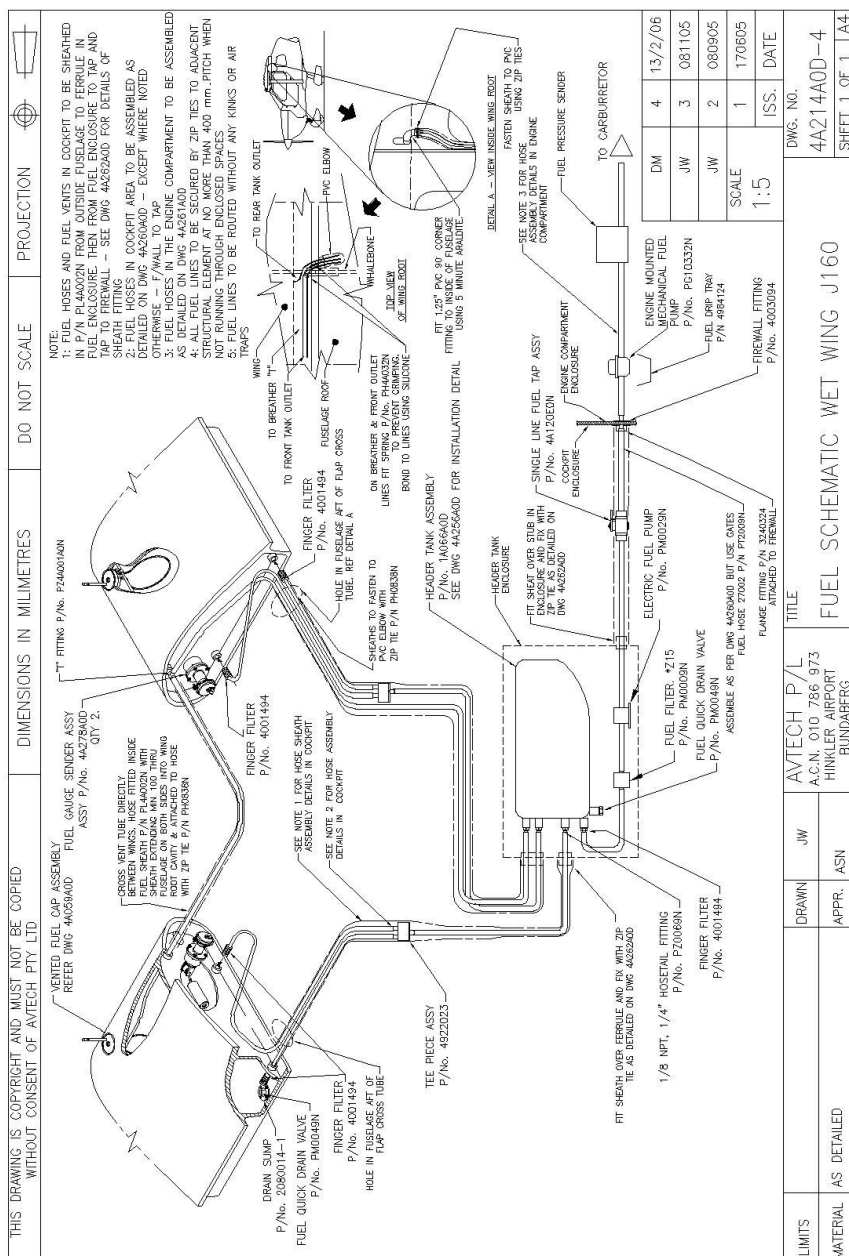 THIS DRAWING IS COPYRIGHT AND MUST NOT BE COPIED
WITHOUT CONSENT OF AVTECH PTY LTD
DIMENSIONS IN MILIMETRES
DO NOT SCALE
PROJECTION
NOTE:
1: FUEL HOSES AND FUEL VENTS IN COCKPIT TO BE SHEATHED
IN P/N PL4A002N FROM OUTSIDE FUSELAGE TO FERRULE IN
FUEL ENCLOSURE. THEN FROM FUEL ENCLOSURE TO TAP AND
TAP TO FIREWALL - SEE DWG 4A262A0D FOR DETAILS OF
SHEATH FITTING
2: FUEL HOSES IN COCKPIT AREA TO BE ASSEMBLED AS
DETAILED ON DWG 4A260A0D - EXCEPT WHERE NOTED
OTHERWISE - F/WALL TO TAP
3: FUEL HOSES IN THE ENGINE COMPARTMENT TO BE ASSEMBLED
AS DETAILED ON DWG 4A261A0D
4: ALL FUEL LINES TO BE SECURED BY ZIP TIES TO ADJACENT
STRUCTURAL ELEMENT AT NO MORE THAN 400 mm.PITCH WHEN
NOT RUNNING THROUGH ENCLOSED SPACES
5: FUEL LINES TO BE ROUTED WITHOUT ANY KINKS OR AIR
TRAPS
VENTED FUEL CAP ASSEMBLY
REFER DWG 4A059A0D
FUEL GAUGE SENDER ASSY
ASSY P/No. 4A278A0D
QTY 2.
"T" FITTING P/No. PZ4A001A0N
CROSS VENT TUBE DIRECTLY
BETWEEN WINGS. HOSE FITTED INSIDE
FUEL SHEATH P/N PL4A002N WITH
SHEATH EXTENDING MIN 100 THRU
FUSELAGE ON BOTH SIDES INTO WING
ROOT CAVITY & ATTACHED TO HOSE
WITH ZIP TIE P/N PH0838N
FINGER FILTER
P/No. 4001494
FINGER FILTER
P/No. 4001494
HOLE IN FUSELAGE AFT OF FLAP CROSS
TUBE. REF DETAIL A
SHEATHS TO FASTEN TO
PVC ELBOW WITH
ZIP TIE P/N PH0838N
WING
TO BREATHER "T"
TO FRONT TANK OUTLET
FUSELAGE ROOF
TO REAR TANK OUTLET
PVC ELBOW
WHALEBONE
TOP VIEW
OF WING ROOT
ON BREATHER & FRONT OUTLET
LINES FIT SPRING P/No. PH4A032N
TO PREVENT CRIMPING.
BOND TO LINES USING SILICONE
FIT 1.25" PVC 90 CORNER
FITTING TO INSIDE OF FUSELAGE
USING 5 MINUTE ARALDITE.
DETAIL A - VIEW INSIDE WING ROOT
FASTEN SHEATH TO PVC
USING ZIP TIES
DRAIN SUMP
P/No. 2080014-1
FUEL QUICK DRAIN VALVE
P/No. PM0049N
FINGER FILTER
P/No. 4001494
HOLE IN FUSELAGE AFT OF
FLAP CROSS TUBE
SEE NOTE 1 FOR HOSE SHEATH
ASSEMBLY DETAILS IN COCKPIT
SEE NOTE 2 FOR HOSE ASSEMBLY
DETAILS IN COCKPIT
TEE PIECE ASSY
P/No. 4922023
HEADER TANK ASSEMBLY
P/No. 1A066A0D
SEE DWG 4A256A0D FOR INSTALLATION DETAIL
HEADER TANK
ENCLOSURE
FIT SHEAT OVER STUB IN
ENCLOSURE AND FIX WITH
ZIP TIE AS DETAILED ON
DWG 4A262A0D
SINGLE LINE FUEL TAP ASSY
P/No. 4A120E0N
COCKPIT
ENCLOSURE
ENGINE COMPARTMENT
ENCLOSURE
SEE NOTE 3 FOR HOSE
ASSEMBLY DETAILS IN ENGINE
COMPARTMENT
FUEL PRESSURE SENDER
TO CARBURRETOR
ENGINE MOUNTED
MECHANICAL FUEL
PUMP
P/No. PG10332N
FUEL DRIP TRAY
P/N 4984124
FIREWALL FITTING
P/No. 4003094
FIT SHEATH OVER FERRULE AND FIX WITH ZIP
TIE AS DETAILED ON DWG 4A262A0D
1/8 NPT, 1/4" HOSETAIL FITTING
P/No. PZ0069N
FINGER FILTER
P/No. 4001494
ELECTRIC FUEL PUMP
P/No. PM0029N
FUEL FILTER. #Z15
P/No. PM0009N
FUEL QUICK DRAIN VALVE
P/No. PM0049N
ASSEMBLE AS PER DWG 4A260A0D BUT USE GATES
FUEL HOSE 27002 P/N PT2009N
FLANGE FITTING P/N 3240324
ATTACHED TO FIREWALL
DM 4 13/2/06
JW 3 081105
JW 2 080905
SCALE 1 170605
1:5 ISS. DATE
LIMITS
MATERIAL AS DETAILED
DRAWN JW
APPR. ASN
AVTECH P/L
A.C.N. 010 786 973
HINKLER AIRPORT
BUNDABERG
TITLE
FUEL SCHEMATIC WET WING J160
DWG. NO.
4A214A0D-4
SHEET 1 OF 1 A4